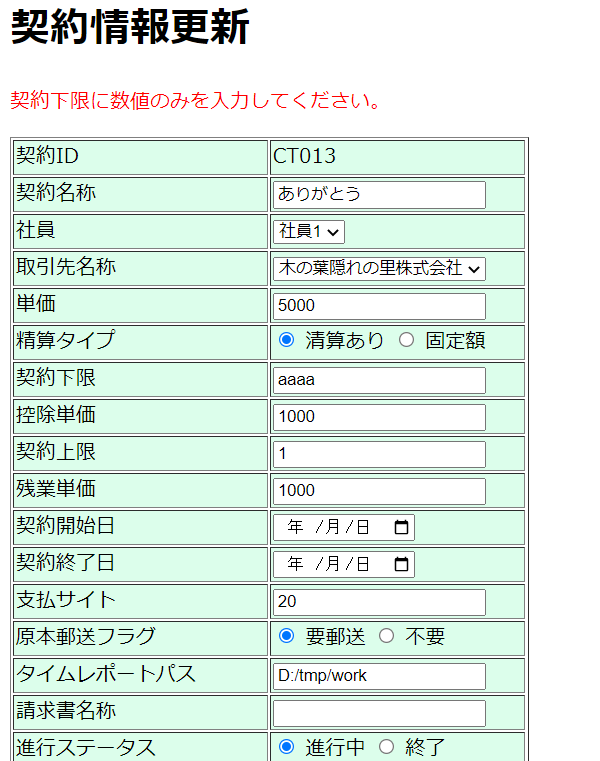 契約情報更新
契約下限に数値のみを入力してください。
契約ID CT013
契約名称 ありがとう
社員 社員1
取引先名称 木の葉隠れの里株式会社
単価 5000
精算タイプ 清算あり 固定額
契約下限 aaaa
控除単価 1000
契約上限 1
残業単価 1000
契約開始日 年 /月/日
契約終了日 年 /月/日
支払サイト 20
原本郵送フラグ 要郵送 不要
タイムレポートパス D:/tmp/work
請求書名称
進行ステータス 進行中 終了